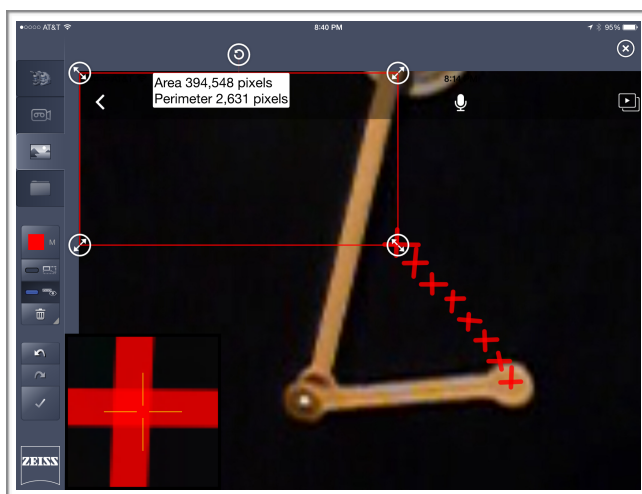 ●○○○○ AT&T
8:40 PM
95%
Area 394,548 pixels
Perimeter 2,631 pixels
M
ZEISS